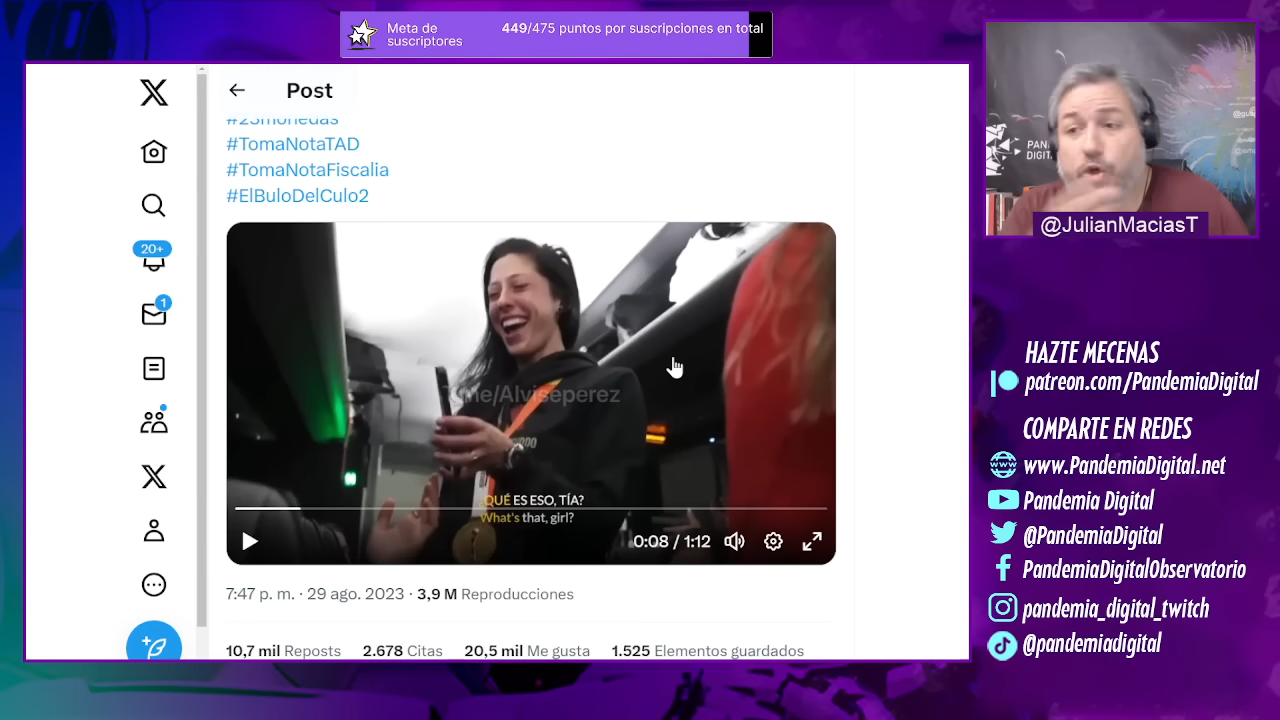 Meta de
suscriptores
449/475 puntos por suscripciones en total
Post
#23monedas
#TomaNotaTAD
#TomaNotaFiscalia
#ElBuloDelCulo2
20+
1
t.me/Alviseperez
¿QUÉ ES ESO, TÍA?
What's that, girl?
0:08 / 1:12
7:47 p. m. · 29 ago. 2023 · 3,9 M Reproducciones
10,7 mil Reposts 2.678 Citas 20,5 mil Me gusta 1.525 Elementos guardados
@JulianMaciasT
HAZTE MECENAS
patreon.com/PandemiaDigital
COMPARTE EN REDES
www
www.PandemiaDigital.net
Pandemia Digital
@PandemiaDigital
PandemiaDigitalObservatorio
pandemia_digital_twitch
@pandemiadigital